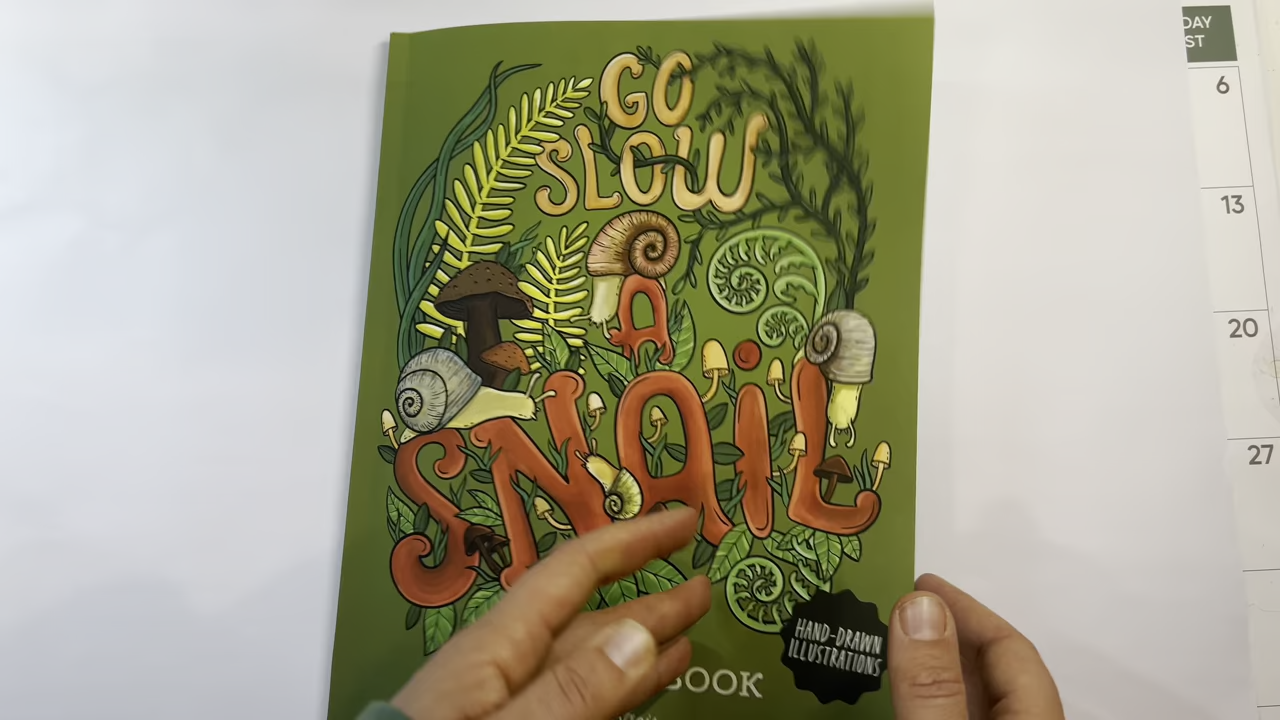 GO
SLOW
A
SNAiL
HAND-DRAWN
ILLUSTRATIONS
BOOK
DAY
ST
6
13
20
27